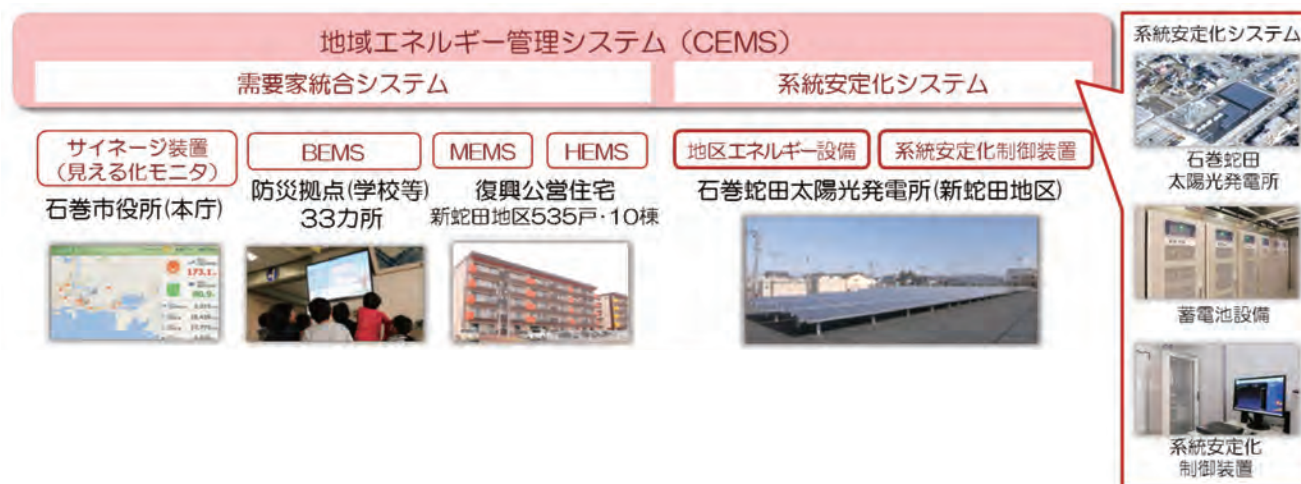 地域エネルギー管理システム（CEMS）
需要家統合システム
系統安定化システム
サイネージ装置
（見える化モニタ）
BEMS
MEMS
HEMS
地区エネルギー設備
系統安定化制御装置
石巻市役所(本庁)
防災拠点(学校等)
33カ所
復興公営住宅
新蛇田地区535戸・10棟
石巻蛇田太陽光発電所(新蛇田地区)
173.1
系統安定化システム
石巻蛇田
太陽光発電所
蓄電池設備
系統安定化
制御装置